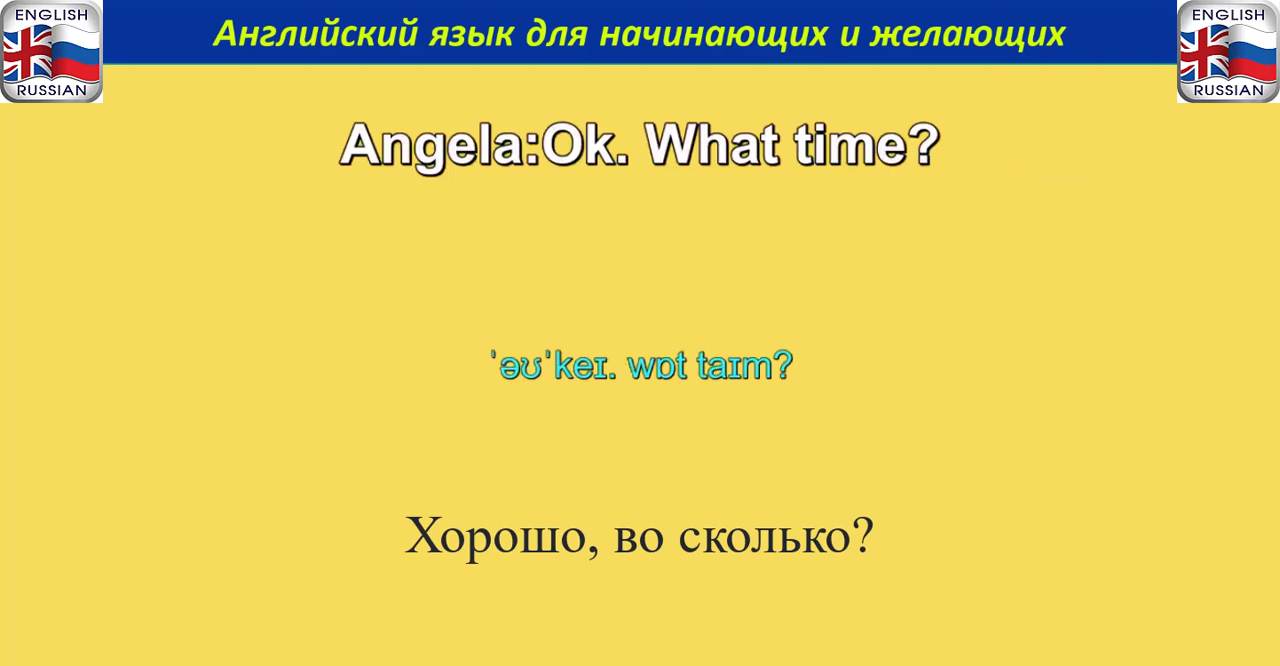 ENGLISH
RUSSIAN
Английский язык для начинающих и желающих
ENGLISH
RUSSIAN
Angela:Ok. What time?
ˈəʊˈkeɪ. wɒt taɪm?
Хорошо, во сколько?